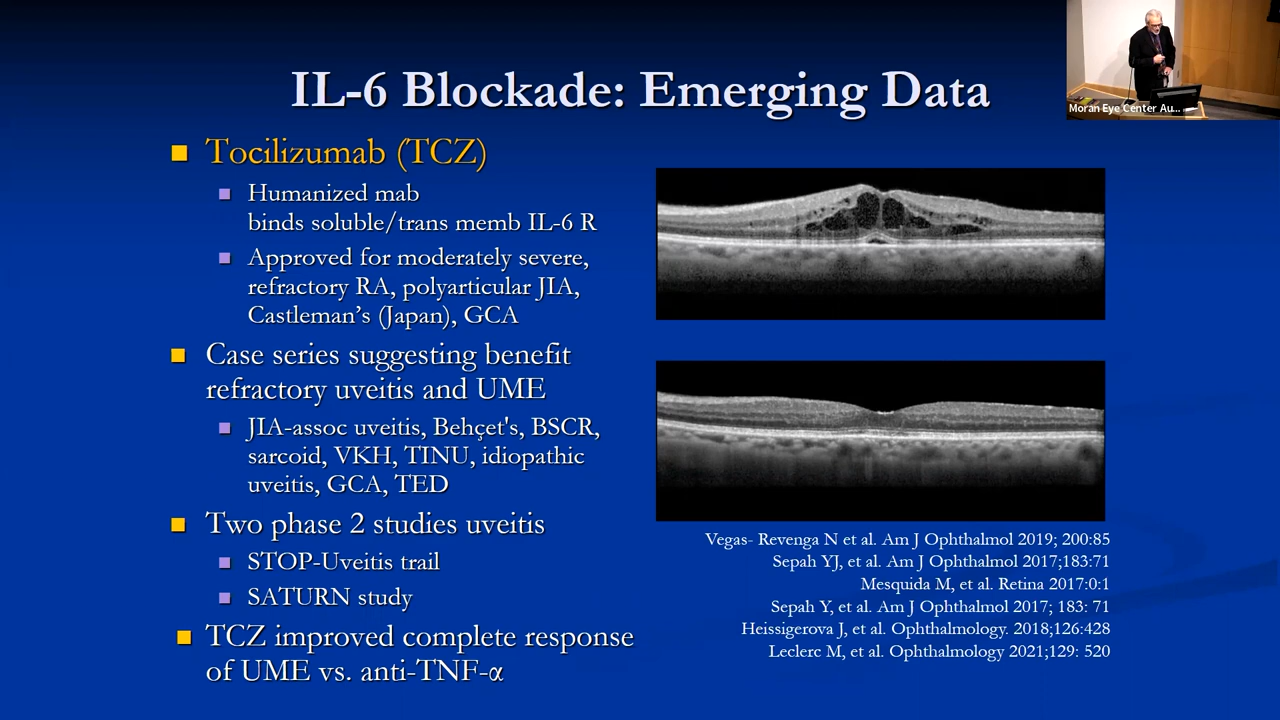 IL-6 Blockade: Emerging Data
Moran Eye Center Au...
Tocilizumab (TCZ)
Humanized mab
binds soluble/trans memb IL-6 R
Approved for moderately severe,
refractory RA, polyarticular JIA,
Castleman's (Japan), GCA
Case series suggesting benefit
refractory uveitis and UME
JIA-assoc uveitis, Behçet's, BSCR,
sarcoid, VKH, TINU, idiopathic
uveitis, GCA, TED
Two phase 2 studies uveitis
STOP-Uveitis trail
SATURN study
TCZ improved complete response
of UME vs. anti-TNF-α
Vegas- Revenga N et al. Am J Ophthalmol 2019; 200:85
Sepah YJ, et al. Am J Ophthalmol 2017;183:71
Mesquida M, et al. Retina 2017:0:1
Sepah Y, et al. Am J Ophthalmol 2017; 183: 71
Heissigerova J, et al. Ophthalmology. 2018;126:428
Leclerc M, et al. Ophthalmology 2021;129: 520